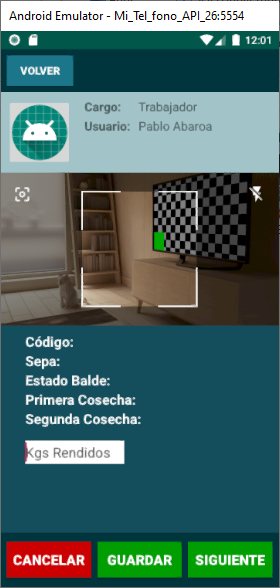 Android Emulator - Mi_Tel_fono_API_26:5554
12:01
VOLVER
Cargo: Trabajador
Usuario: Pablo Abaroa
Código:
Sepa:
Estado Balde:
Primera Cosecha:
Segunda Cosecha:
Kgs Rendidos
CANCELAR GUARDAR SIGUIENTE